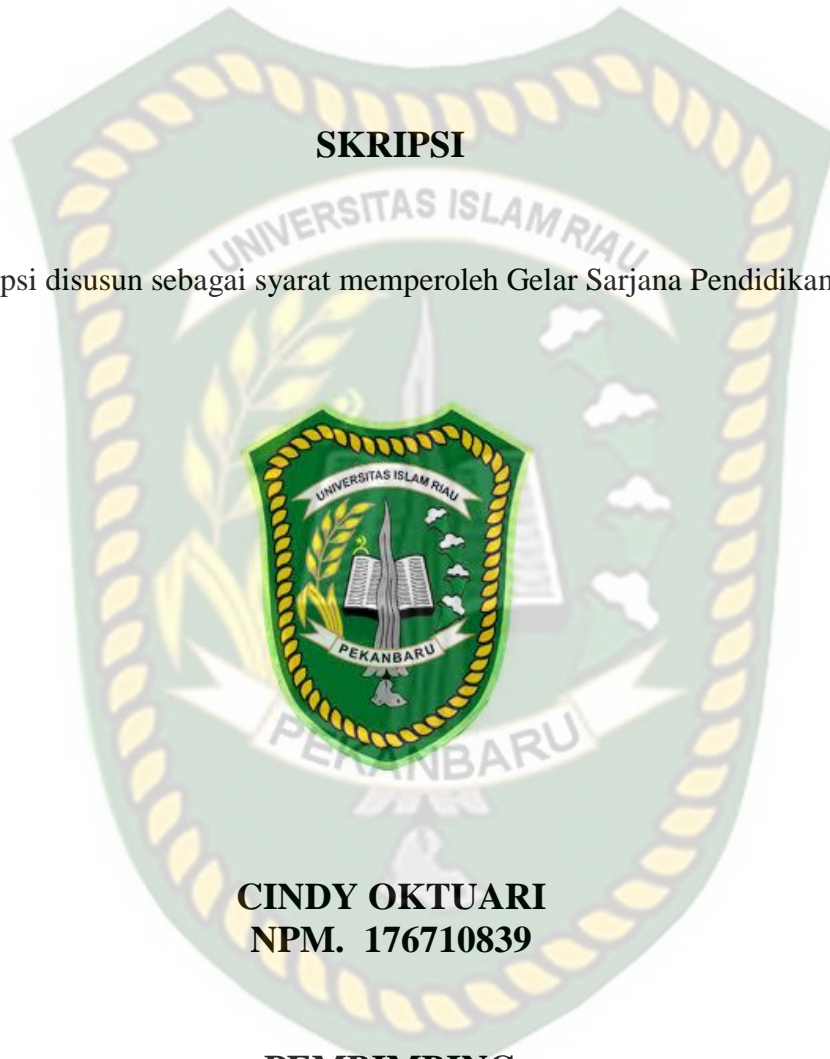 SKRIPSI
UNIVERSITAS ISLAM RIAU
psi disusun sebagai syarat memperoleh Gelar Sarjana Pendidikan
UNIVERSITAS ISLAM RIAU
PEKANBARU
PEKANBARU
CINDY OKTUARI
NPM. 176710839
PEMBIMBING